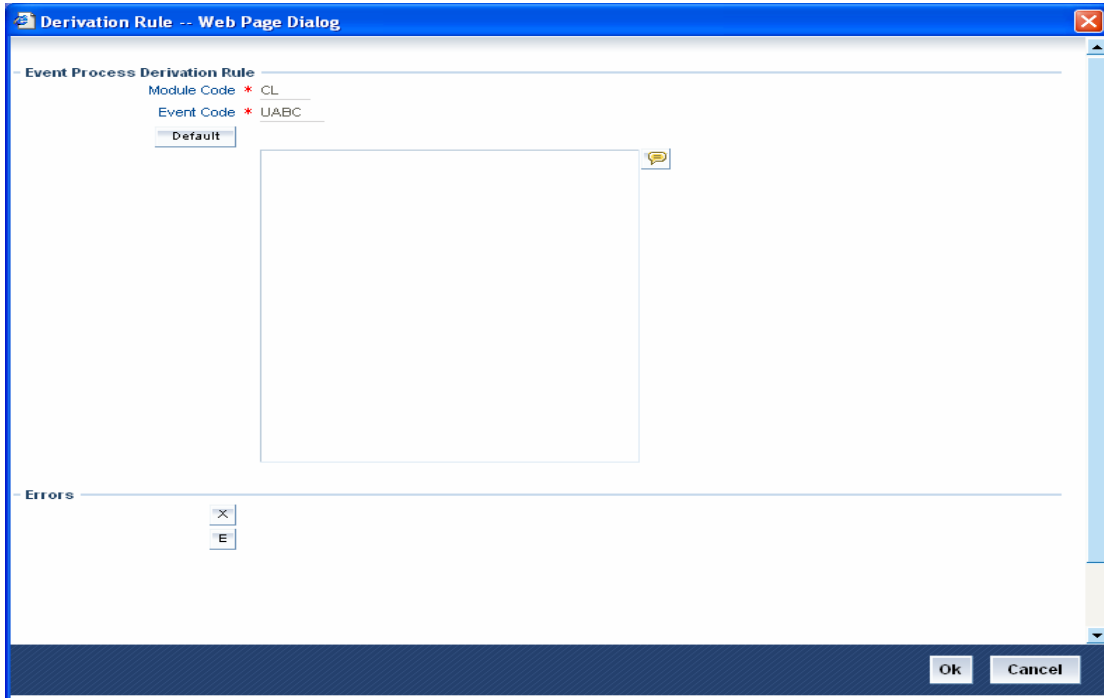 Derivation Rule -- Web Page Dialog
Event Process Derivation Rule
Module Code * CL
Event Code * UABC
Default
Errors
X
E
Ok Cancel